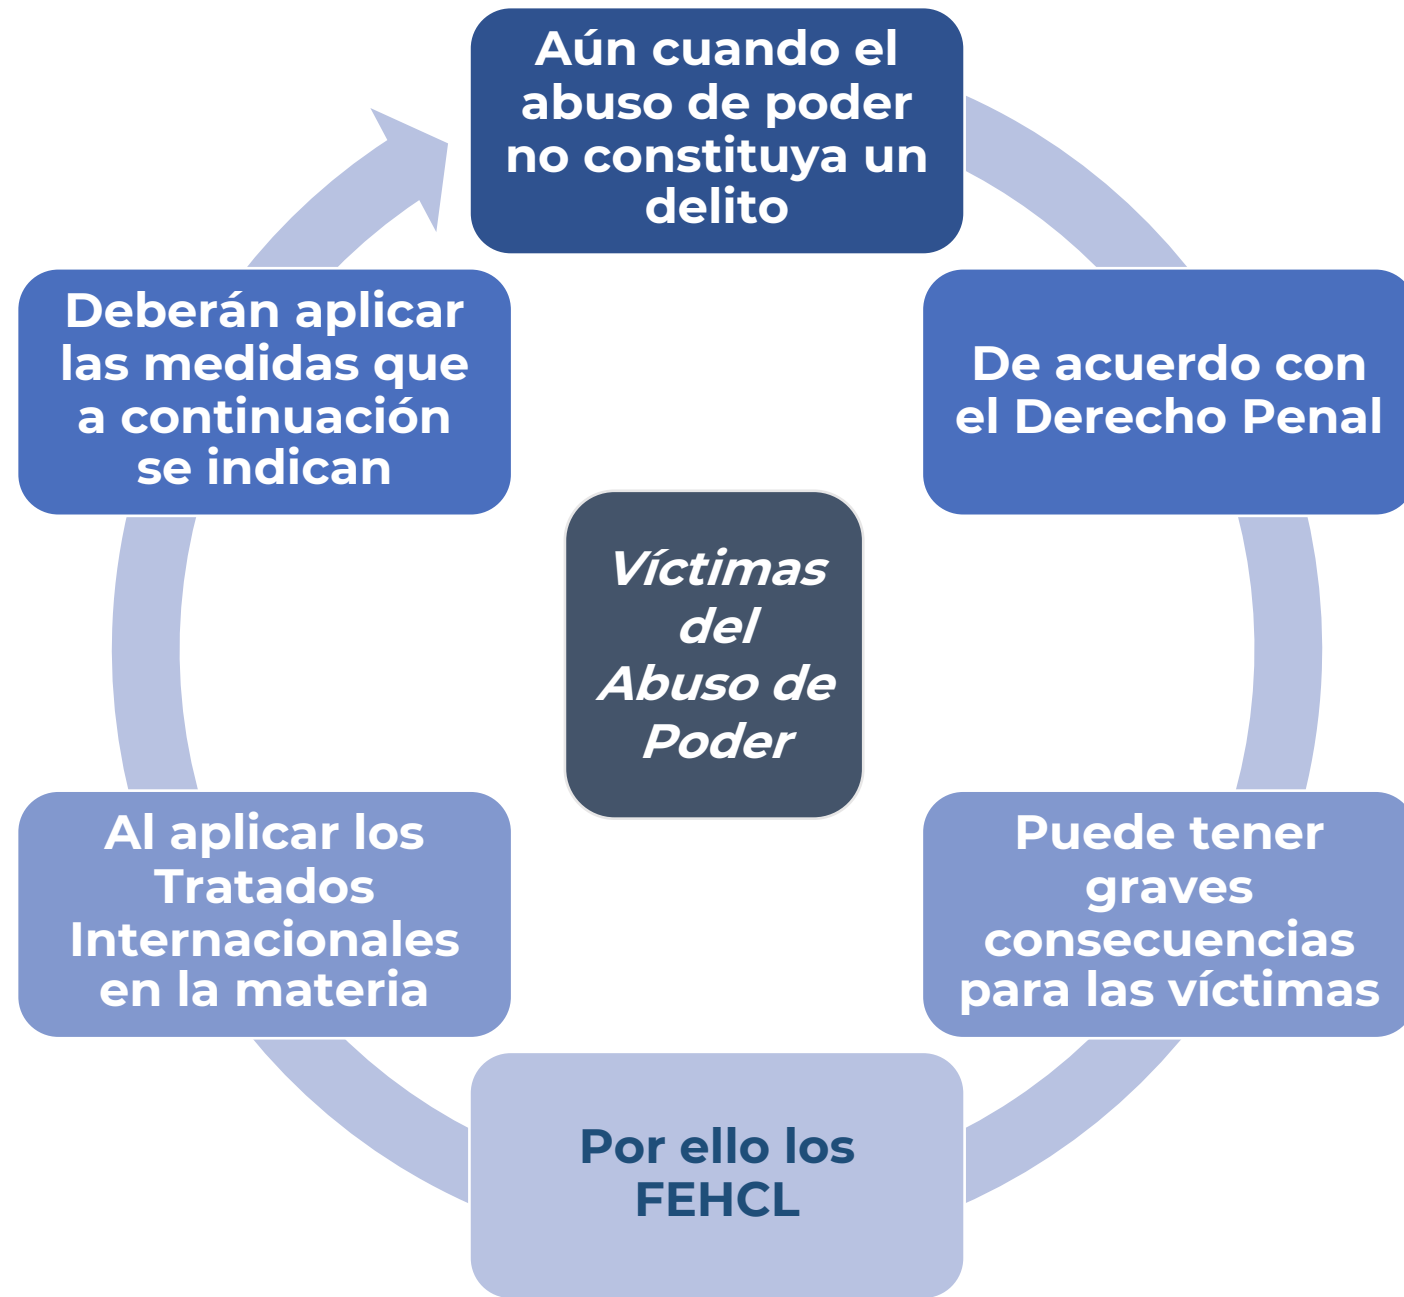 Aún cuando el
abuso de poder
no constituya un
delito
De acuerdo con
el Derecho Penal
Puede tener
graves
consecuencias
para las víctimas
Por ello los
FEHCL
Al aplicar los
Tratados
Internacionales
en la materia
Deberán aplicar
las medidas que
a continuación
se indican
Víctimas
del
Abuso de
Poder